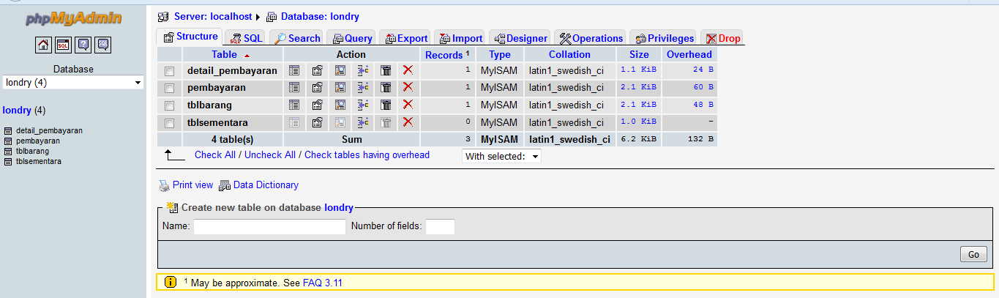 phpMyAdmin
SQL
Database
londry (4)
londry (4)
detail_pembayaran
pembayaran
tblbarang
tblsementara
Server: localhost Database: londry
Structure SQL Search Query Export Import Designer Operations Privileges Drop
Table Action Records 1 Type Collation Size Overhead
detail_pembayaran 1 MyISAM latin1_swedish_ci 1.1 KiB 24 B
pembayaran 1 MyISAM latin1_swedish_ci 2.1 KiB 60 B
tblbarang 1 MyISAM latin1_swedish_ci 2.1 KiB 48 B
tblsementara 0 MyISAM latin1_swedish_ci 1.0 KiB -
4 table(s) Sum 3 MyISAM latin1_swedish_ci 6.2 KiB 132 B
Check All / Uncheck All / Check tables having overhead With selected:
Print view Data Dictionary
Create new table on database londry
Name: Number of fields:
Go
1 May be approximate. See FAQ 3.11